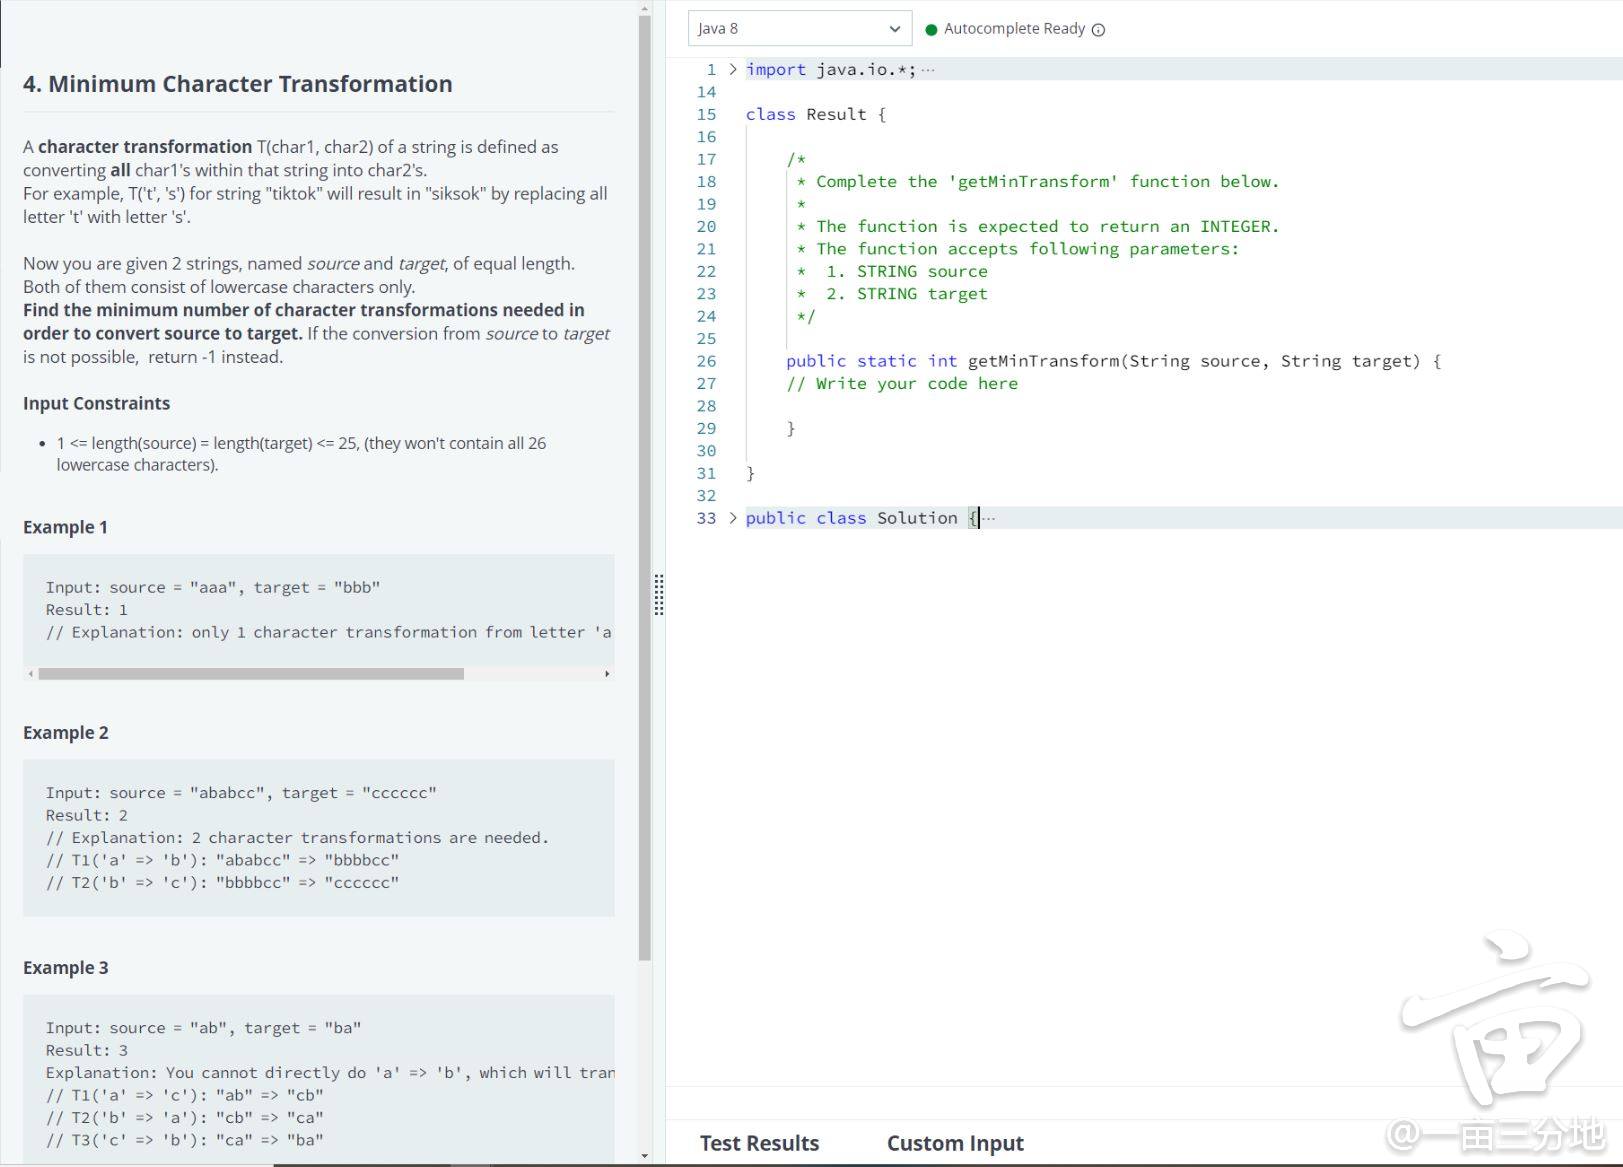 4. Minimum Character Transformation
A character transformation T(char1, char2) of a string is defined as
converting all char1's within that string into char2's.
For example, T('t', 's') for string "tiktok" will result in "siksok" by replacing all
letter 't' with letter 's'.
Now you are given 2 strings, named source and target, of equal length.
Both of them consist of lowercase characters only.
Find the minimum number of character transformations needed in
order to convert source to target. If the conversion from source to target
is not possible,  return -1 instead.
Input Constraints
• 1 <= length(source) = length(target) <= 25, (they won't contain all 26
lowercase characters).
Example 1
Input: source = "aaa", target = "bbb"
Result: 1
// Explanation: only 1 character transformation from letter 'a
Example 2
Input: source = "ababcc", target = "cccccc"
Result: 2
// Explanation: 2 character transformations are needed.
// T1('a' => 'b'): "ababcc" => "bbbbcc"
// T2('b' => 'c'): "bbbbcc" => "cccccc"
Example 3
Input: source = "ab", target = "ba"
Result: 3
Explanation: You cannot directly do 'a' => 'b', which will tran
// T1('a' => 'c'): "ab" => "cb"
// T2('b' => 'a'): "cb" => "ca"
// T3('c' => 'b'): "ca" => "ba"
Java 8
Autocomplete Ready
1 > import java.io.*; ...
14
15 class Result {
16
17 /*
18 * Complete the 'getMinTransform' function below.
19 *
20 * The function is expected to return an INTEGER.
21 * The function accepts following parameters:
22 *  1. STRING source
23 *  2. STRING target
24 */
25
26 public static int getMinTransform(String source, String target) {
27 // Write your code here
28
29 }
30
31 }
32
33 > public class Solution {...
Test Results
Custom Input
亩
@一亩三分地